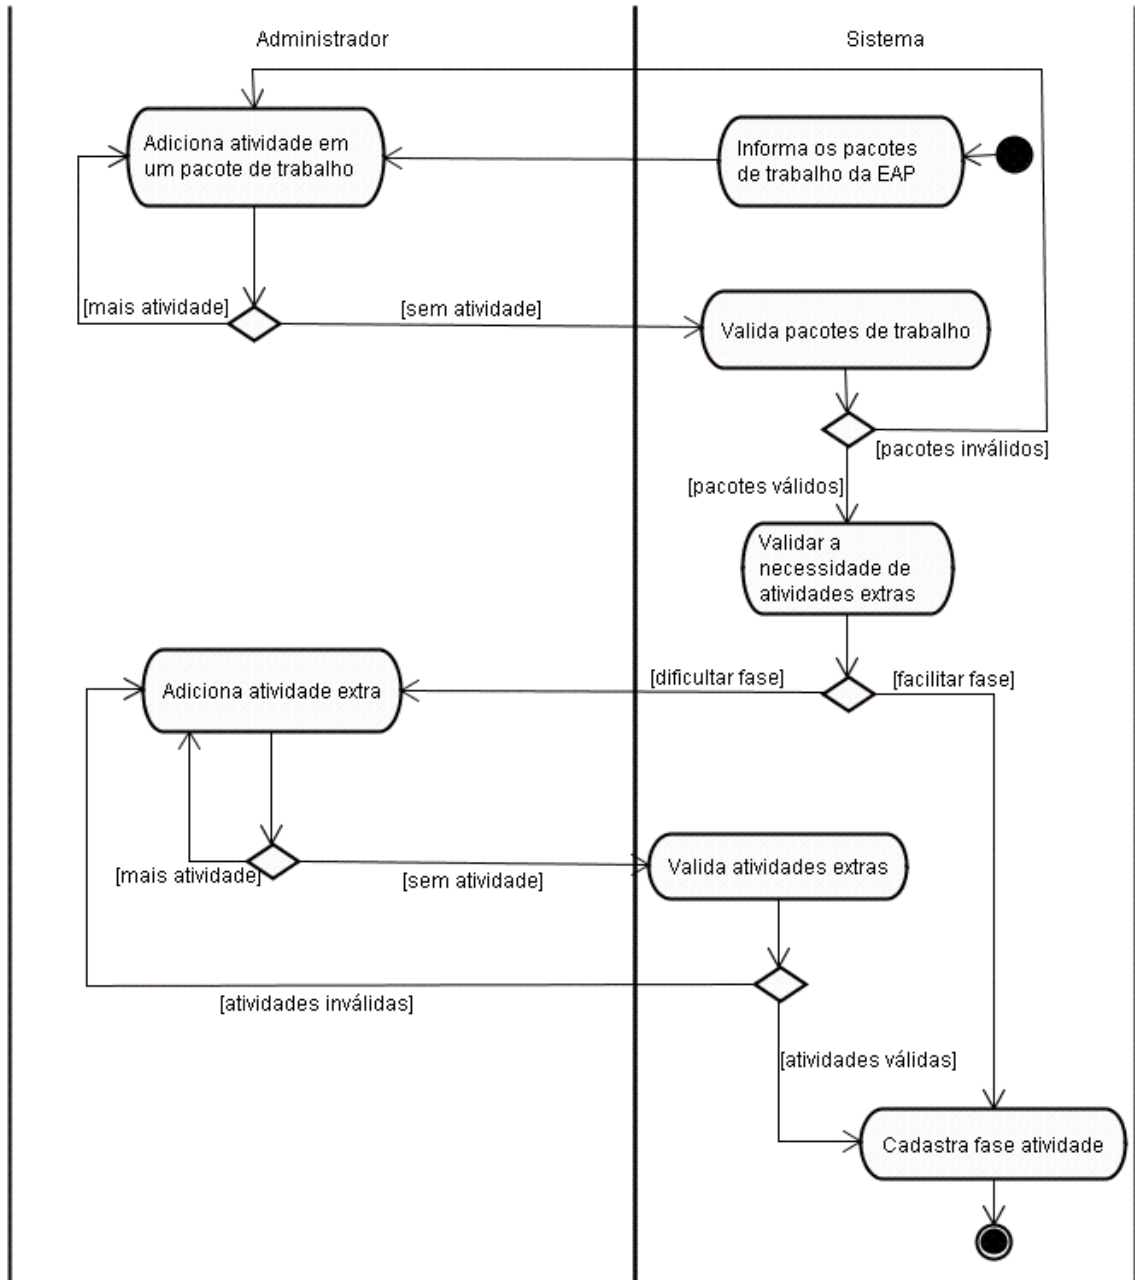 Administrador
Sistema
Adiciona atividade em
um pacote de trabalho
Informa os pacotes
de trabalho da EAP
[mais atividade]
[sem atividade]
Valida pacotes de trabalho
[pacotes inválidos]
[pacotes válidos]
Validar a
necessidade de
atividades extras
[dificultar fase]
[facilitar fase]
Adiciona atividade extra
[mais atividade]
[sem atividade]
Valida atividades extras
[atividades inválidas]
[atividades válidas]
Cadastra fase atividade